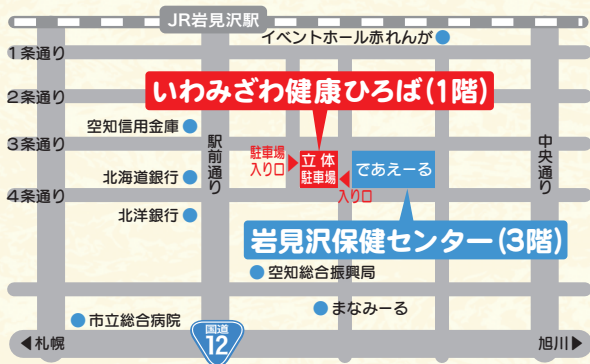 JR岩見沢駅
イベントホール赤れんが
1条通り
2条通り
いわみざわ健康ひろば(1階)
空知信用金庫
3条通り
駅前通り
駐車場
入り口
立体
駐車場
であえーる
中央通り
北海道銀行
入り口
4条通り
北洋銀行
岩見沢保健センター(3階)
空知総合振興局
まなみーる
市立総合病院
国道
12
◀札幌
旭川▶